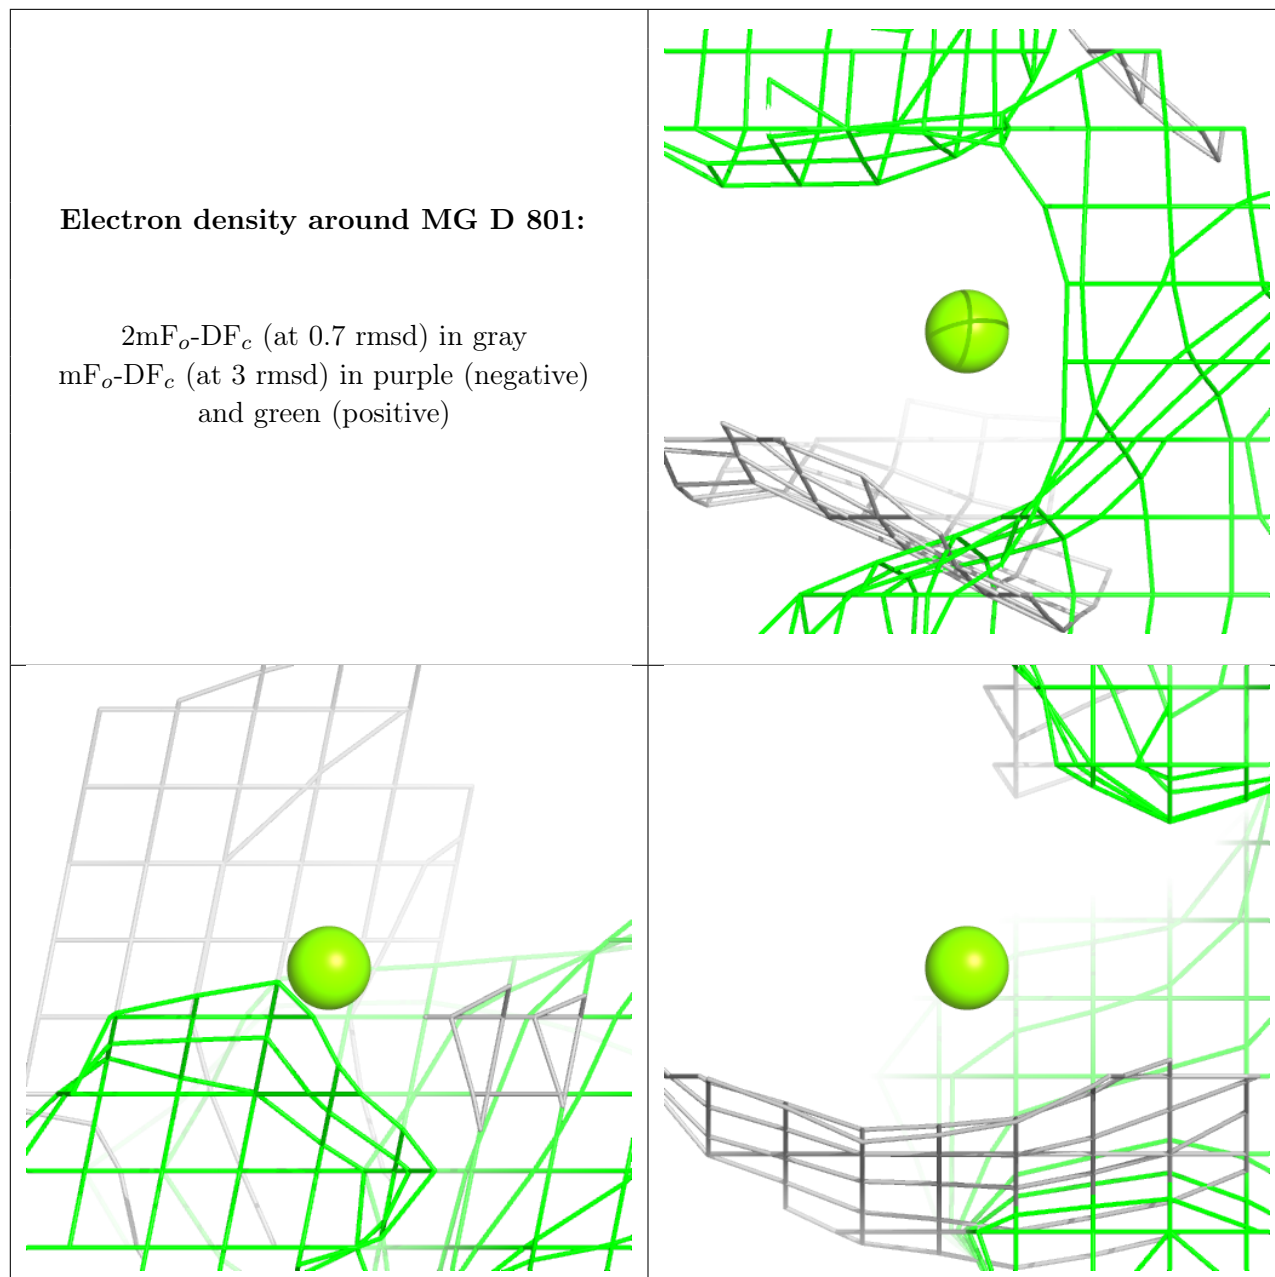 Electron density around MG D 801:
2mFo-DFc (at 0.7 rmsd) in gray
mFo-DFc (at 3 rmsd) in purple (negative)
and green (positive)